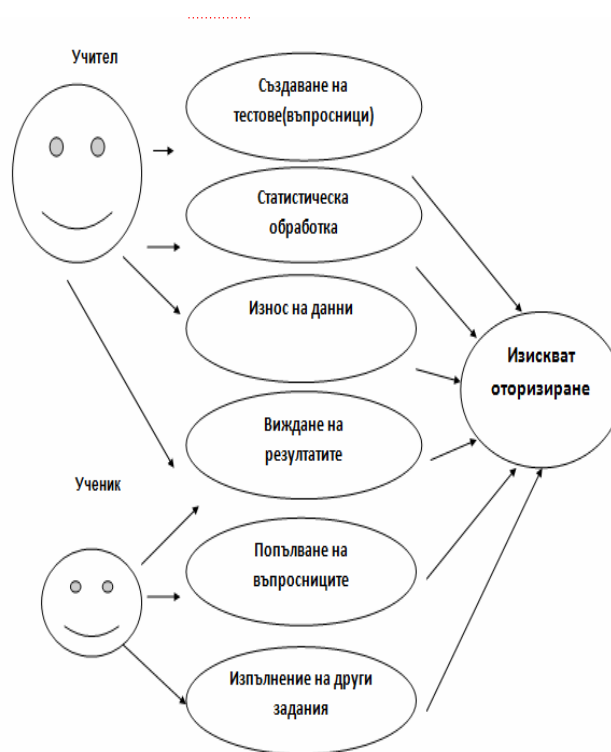 Учител
Създаване на
тестове(въпросници)
Статистическа
обработка
Износ на данни
Изискват
оторизиране
Виждане на
резултатите
Ученик
Попълване на
въпросниците
Изпълнение на други
задания